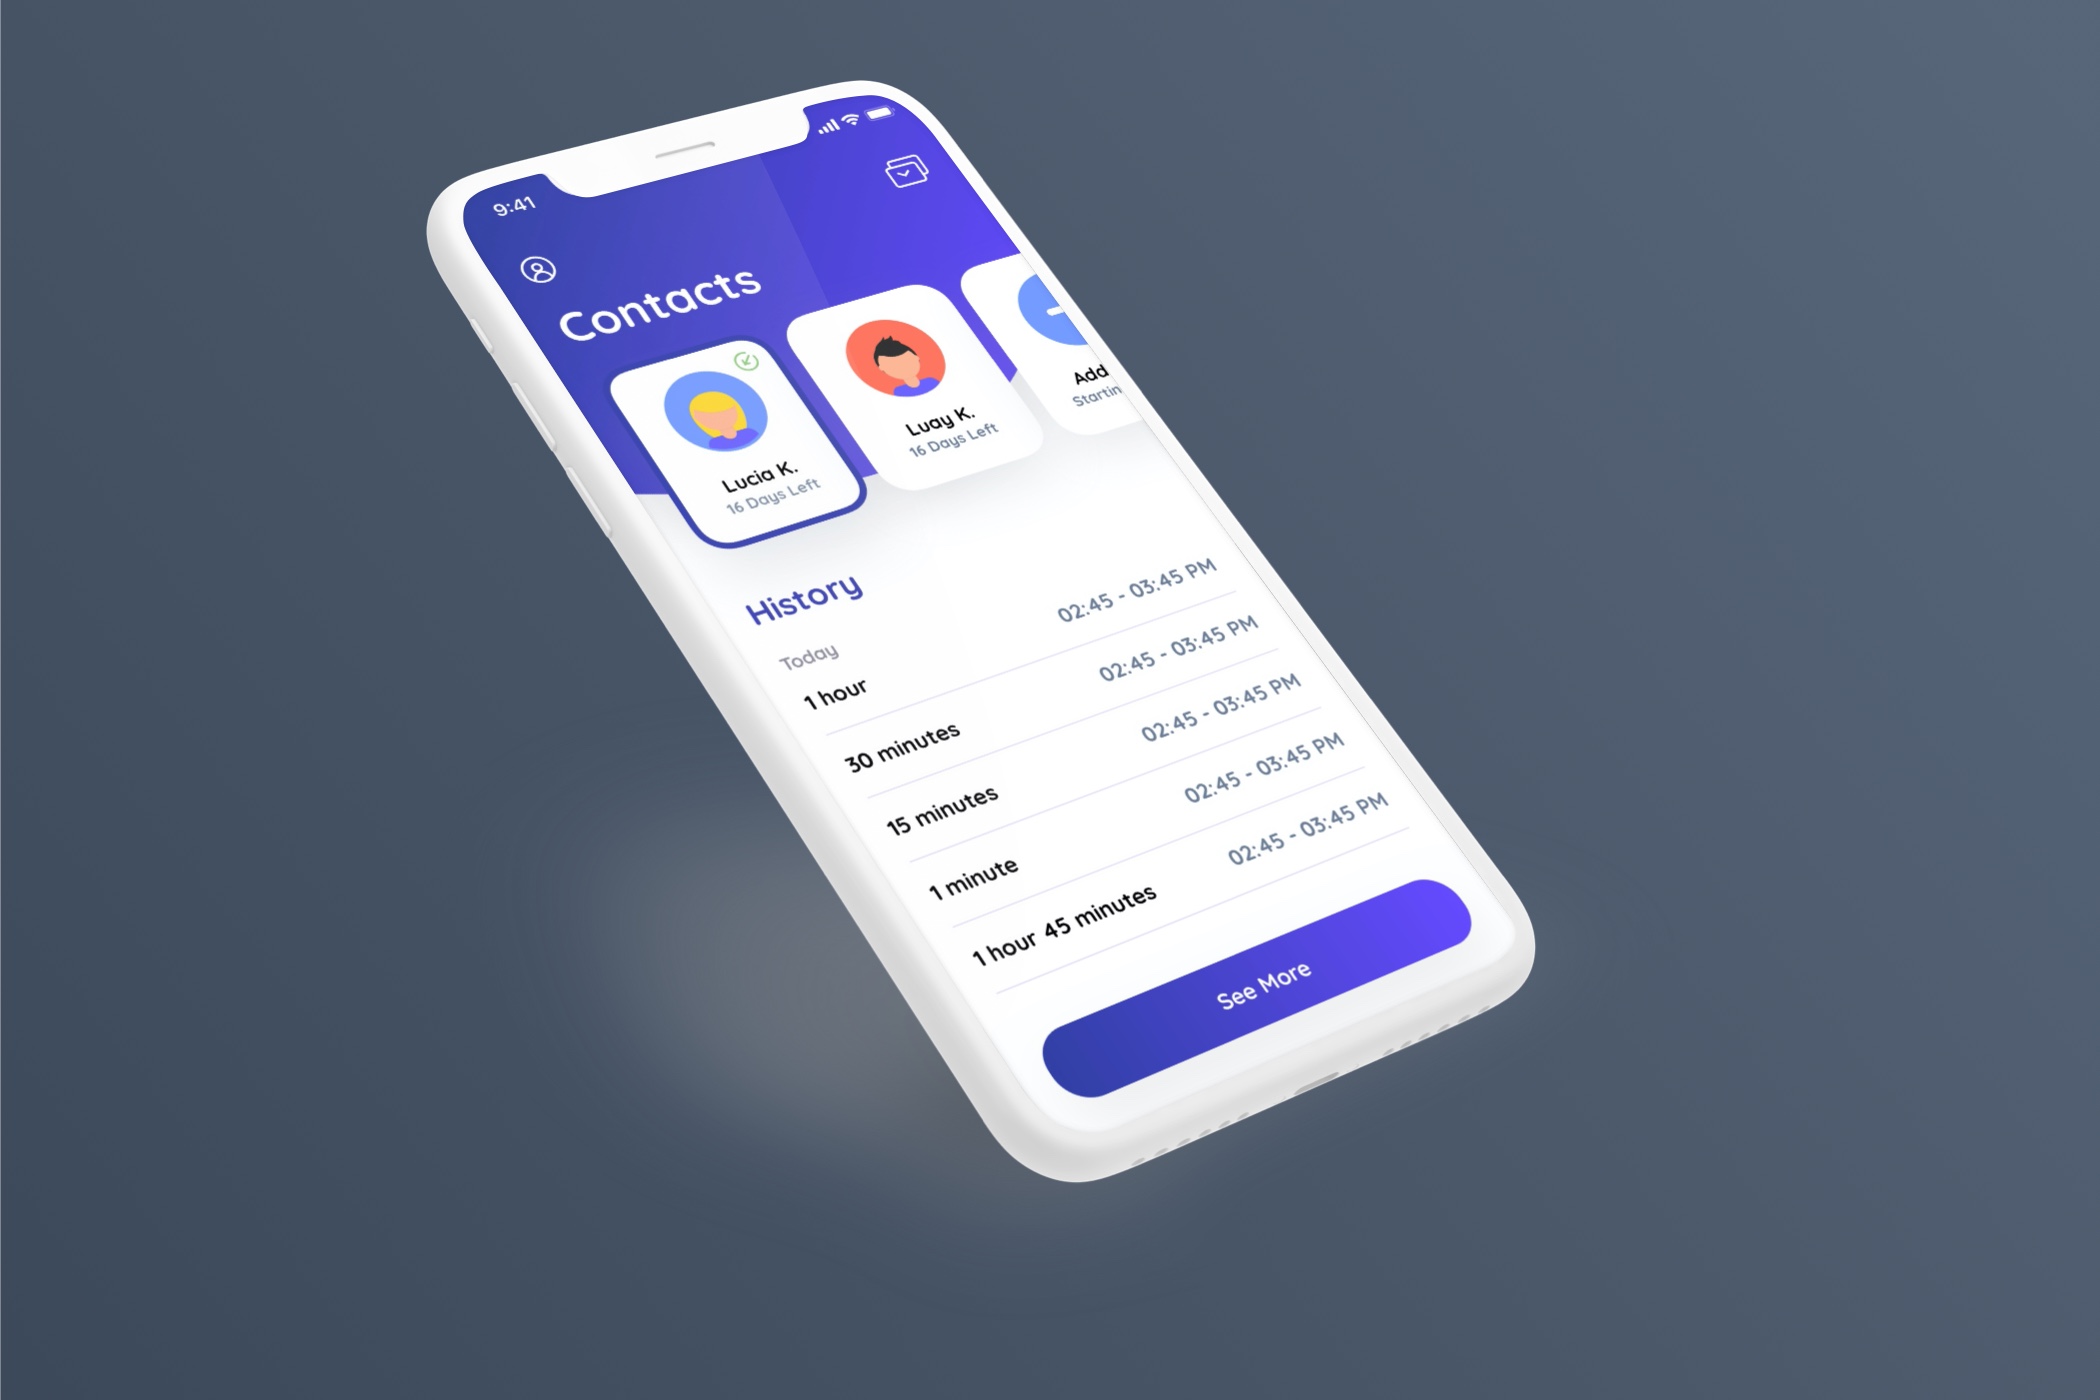 9:41
Contacts
Lucia K.
16 Days Left
Luay K.
16 Days Left
Add
Startin
History
Today
1 hour 02:45 - 03:45 PM
30 minutes 02:45 - 03:45 PM
15 minutes 02:45 - 03:45 PM
1 minute 02:45 - 03:45 PM
1 hour 45 minutes 02:45 - 03:45 PM
See More